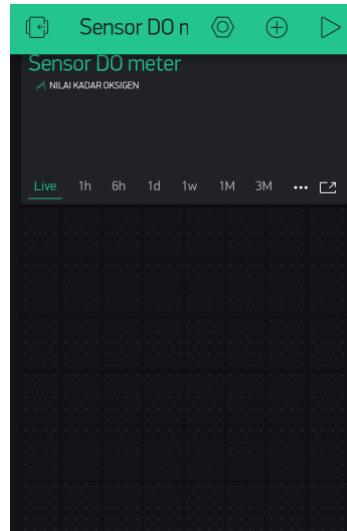 Sensor DO n
Sensor DO meter
NILAI KADAR OKSIGEN
Live 1h 6h 1d 1w 1M 3M